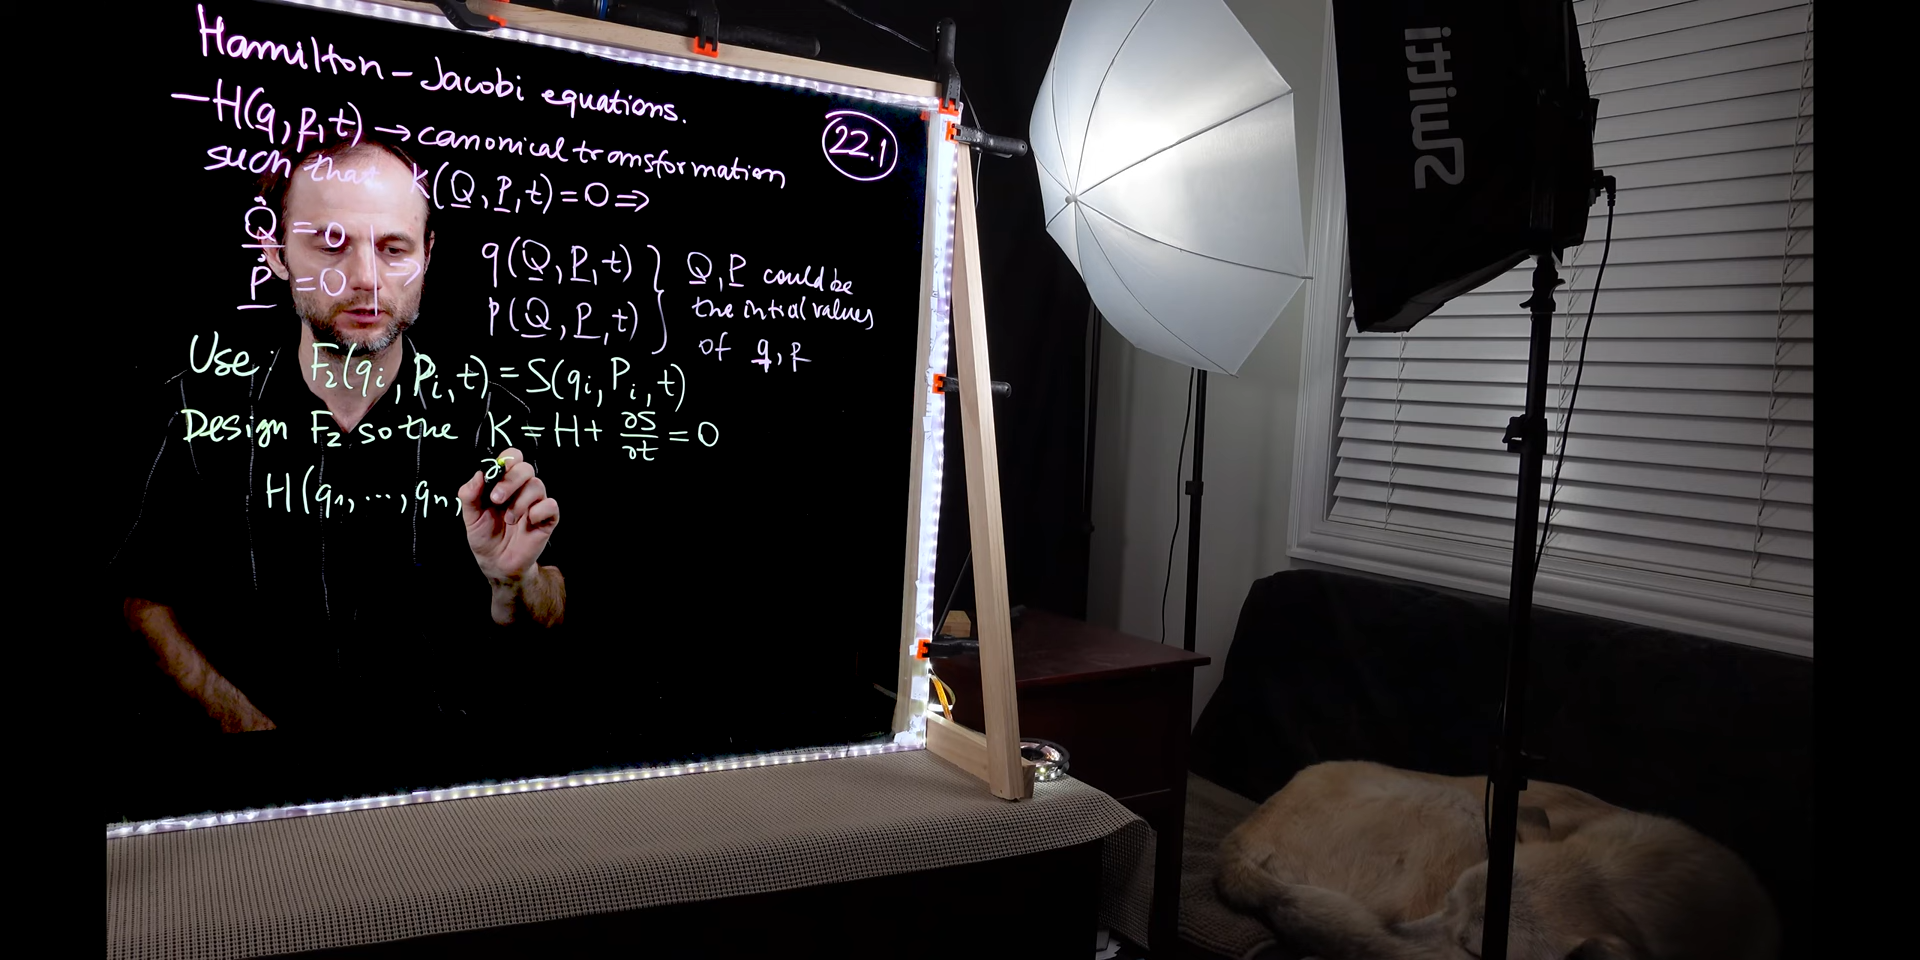 Hamilton-Jacobi equations.
22.1
- H(q, p, t) → canonical transformation
such that K(Q, P, t) = 0 ⇒
Q̇ = 0
Ṗ = 0 | ⇒
q(Q, P, t)
p(Q, P, t)
} Q, P could be
the intial values
of q, p
Use: F₂(qᵢ, Pᵢ, t) = S(qᵢ, Pᵢ, t)
Design F₂ so the K = H + ∂S/∂t = 0
H(q₁, ..., qₙ, ∂
Switti